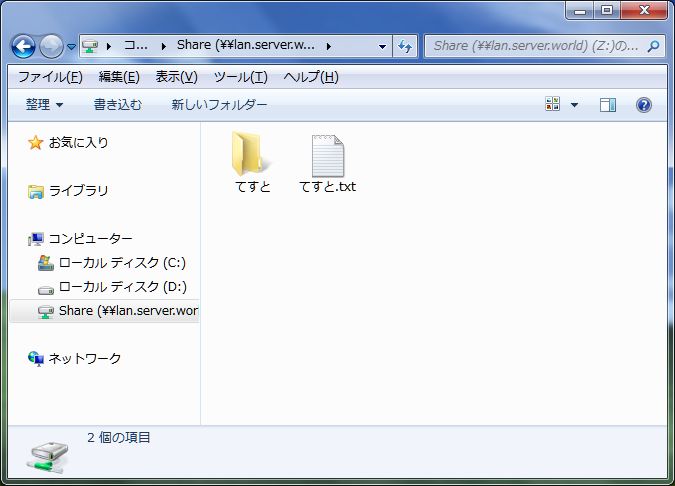 コ... Share (¥¥lan.server.w... Share (¥¥lan.server.world) (Z:)の...
ファイル(F) 編集(E) 表示(V) ツール(T) ヘルプ(H)
整理 書き込む 新しいフォルダー
お気に入り
ライブラリ
コンピューター
ローカル ディスク (C:)
ローカル ディスク (D:)
Share (¥¥lan.server.wor
ネットワーク
てすと てすと.txt
2 個の項目